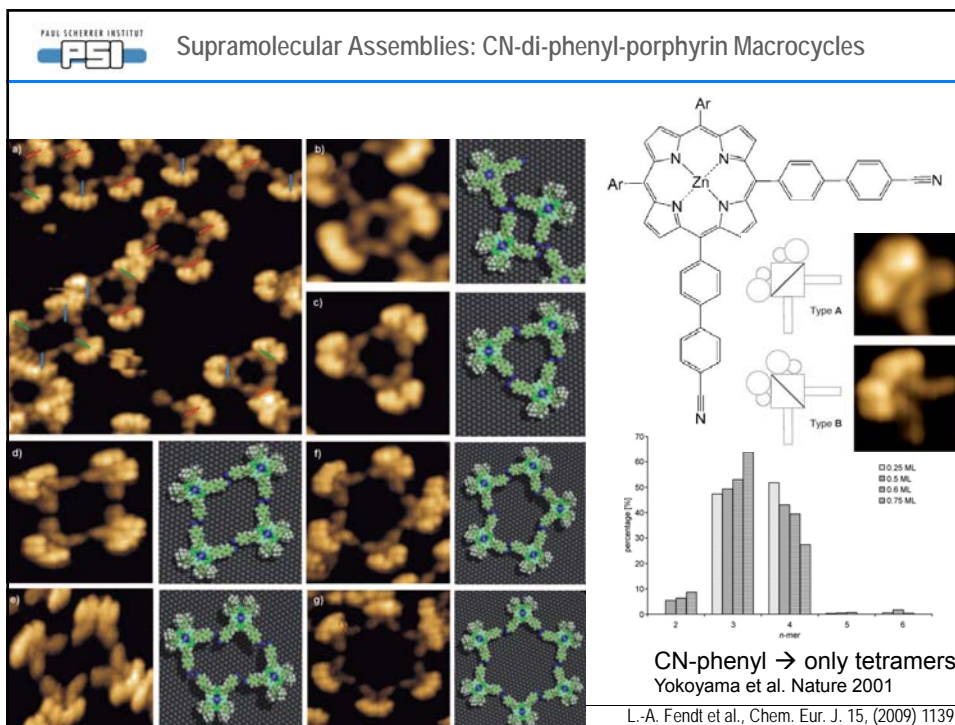 PAUL SCHERRER INSTITUT
PSI
Supramolecular Assemblies: CN-di-phenyl-porphyrin Macrocycles
a)
b)
c)
d)
f)
e)
g)
Ar
Ar
N
N
Zn
N
N
N
N
Type A
Type B
percentage [%]
70
60
50
40
30
20
10
0
0.25 ML
0.5 ML
0.6 ML
0.75 ML
2 3 4 5 6
n-mer
CN-phenyl → only tetramers
Yokoyama et al. Nature 2001
L.-A. Fendt et al., Chem. Eur. J. 15, (2009) 1139